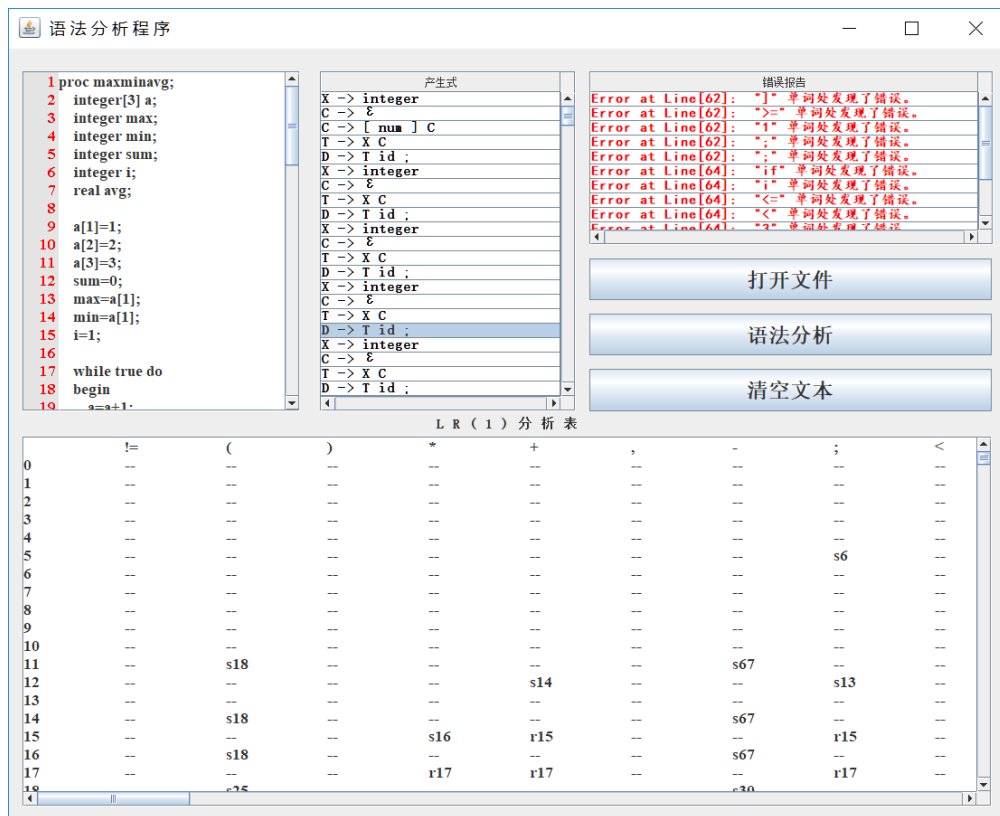 语法分析程序
1 proc maxminavg;
2 integer[3] a;
3 integer max;
4 integer min;
5 integer sum;
6 integer i;
7 real avg;
8
9 a[1]=1;
10 a[2]=2;
11 a[3]=3;
12 sum=0;
13 max=a[1];
14 min=a[1];
15 i=1;
16
17 while true do
18 begin
19 a=a+1;
产生式
X -> integer
C -> ε
C -> [ num ] C
T -> X C
D -> T id ;
X -> integer
C -> ε
T -> X C
D -> T id ;
X -> integer
C -> ε
T -> X C
D -> T id ;
X -> integer
C -> ε
T -> X C
D -> T id ;
X -> integer
C -> ε
T -> X C
D -> T id ;
错误报告
Error at Line[62]: "]" 单词处发现了错误。
Error at Line[62]: ">=" 单词处发现了错误。
Error at Line[62]: "1" 单词处发现了错误。
Error at Line[62]: ";" 单词处发现了错误。
Error at Line[62]: ";" 单词处发现了错误。
Error at Line[64]: "if" 单词处发现了错误。
Error at Line[64]: "i" 单词处发现了错误。
Error at Line[64]: "<=" 单词处发现了错误。
Error at Line[64]: "<" 单词处发现了错误。
Error at Line[64]: "3" 单词处发现了错误。
打开文件
语法分析
清空文本
LR(1)分析表
!= ( ) * + , - ; <
0 -- -- -- -- -- -- -- -- --
1 -- -- -- -- -- -- -- -- --
2 -- -- -- -- -- -- -- -- --
3 -- -- -- -- -- -- -- -- --
4 -- -- -- -- -- -- -- -- --
5 -- -- -- -- -- -- -- s6 --
6 -- -- -- -- -- -- -- -- --
7 -- -- -- -- -- -- -- -- --
8 -- -- -- -- -- -- -- -- --
9 -- -- -- -- -- -- -- -- --
10 -- -- -- -- -- -- -- -- --
11 -- s18 -- -- -- -- s67 -- --
12 -- -- -- -- s14 -- -- s13 --
13 -- -- -- -- -- -- -- -- --
14 -- s18 -- -- -- -- s67 -- --
15 -- -- -- s16 r15 -- -- r15 --
16 -- s18 -- -- -- -- s67 -- --
17 -- -- -- r17 r17 -- -- r17 --
18 -- s25 -- -- -- -- s30 -- --